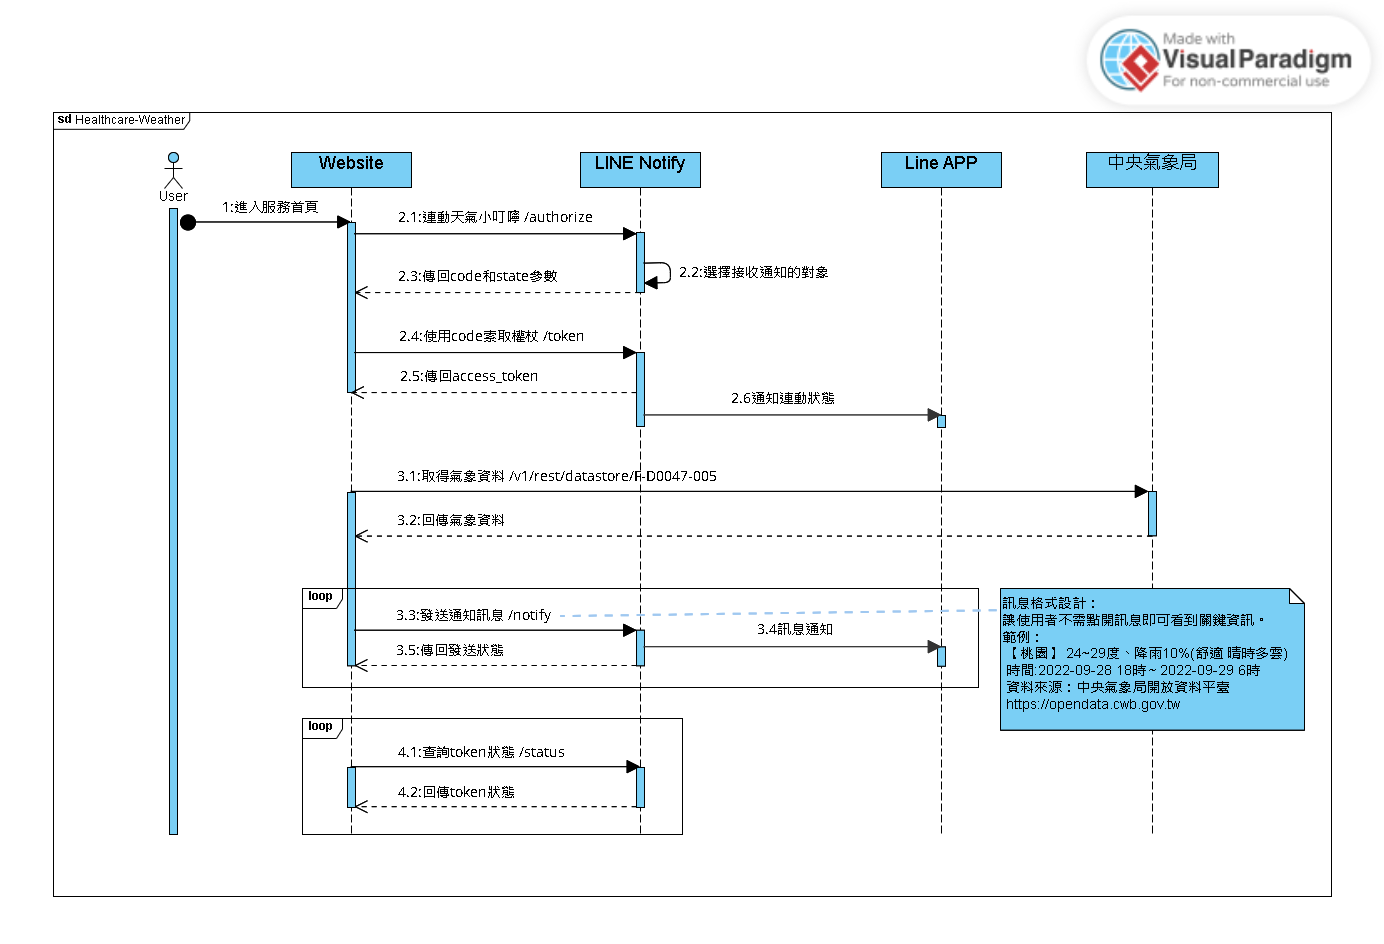 Made with
Visual Paradigm
For non-commercial use
sd Healthcare-Weather
User
Website
LINE Notify
Line APP
中央氣象局
1:進入服務首頁
2.1:連動天氣小叮嚀 /authorize
2.2:選擇接收通知的對象
2.3:傳回code和state參數
2.4:使用code索取權杖 /token
2.5:傳回access_token
2.6通知連動狀態
3.1:取得氣象資料 /v1/rest/datastore/F-D0047-005
3.2:回傳氣象資料
loop
3.3:發送通知訊息 /notify
3.4訊息通知
3.5:傳回發送狀態
訊息格式設計：
讓使用者不需點開訊息即可看到關鍵資訊。
範例：
【桃園】 24~29度、降雨10%(舒適 晴時多雲)
時間:2022-09-28 18時~ 2022-09-29 6時
資料來源：中央氣象局開放資料平臺
https://opendata.cwb.gov.tw
loop
4.1:查詢token狀態 /status
4.2:回傳token狀態